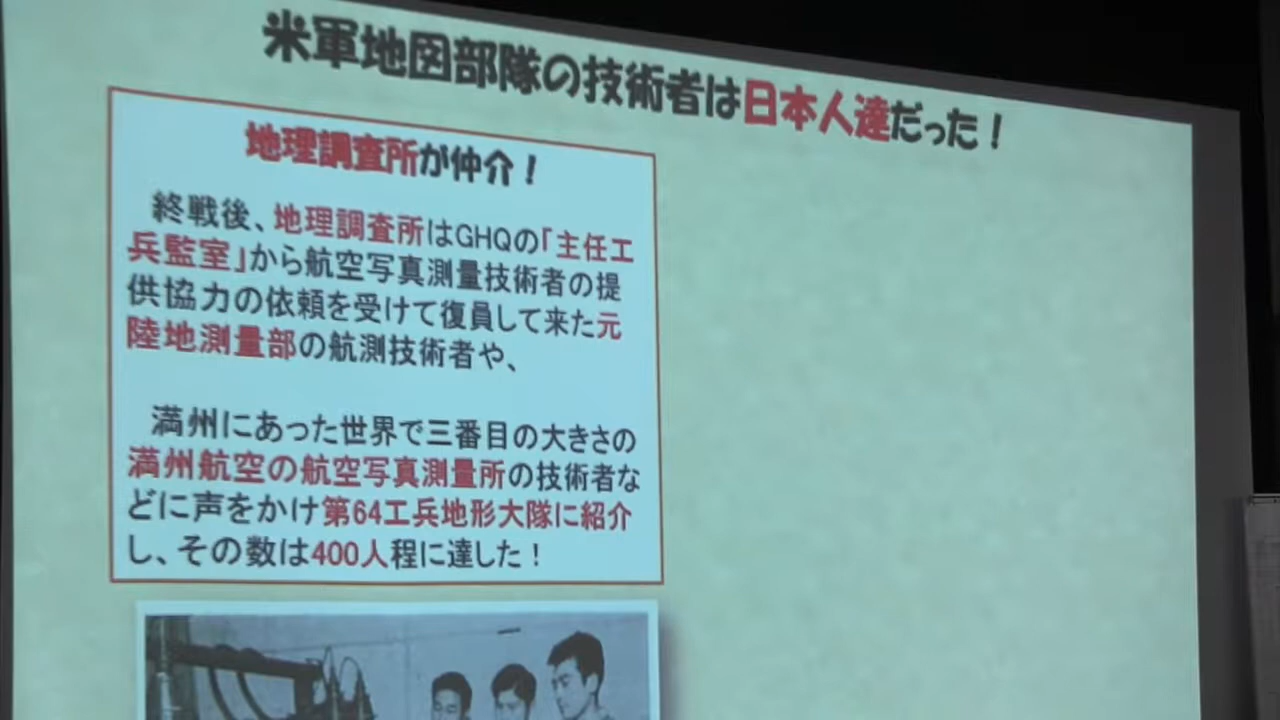 米軍地図部隊の技術者は日本人達だった！
地理調査所が仲介！
終戦後、地理調査所はGHQの「主任工
兵監室」から航空写真測量技術者の提
供協力の依頼を受けて復員して来た元
陸地測量部の航測技術者や、
満州にあった世界で三番目の大きさの
満州航空の航空写真測量所の技術者な
どに声をかけ第64工兵地形大隊に紹介
し、その数は400人程に達した！